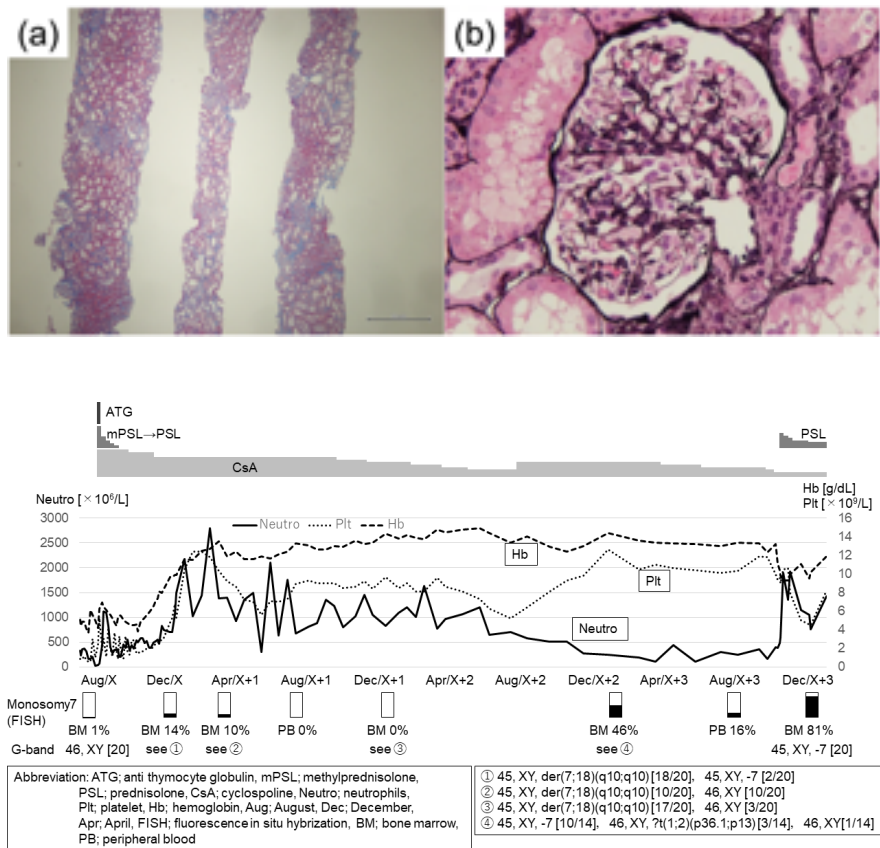 (a)
(b)
ATG
mPSL→PSL
PSL
CsA
Neutro [×10⁶/L]
Hb [g/dL]
Plt [×10⁹/L]
3000
2500
2000
1500
1000
500
0
16
14
12
10
8
6
4
2
0
Neutro Plt Hb
Hb
Plt
Neutro
Aug/X Dec/X Apr/X+1 Aug/X+1 Dec/X+1 Apr/X+2 Aug/X+2 Dec/X+2 Apr/X+3 Aug/X+3 Dec/X+3
Monosomy7
(FISH)
BM 1% BM 14% BM 10% PB 0% BM 0% BM 46% PB 16% BM 81%
G-band 46, XY [20] see ① see ② see ③ see ④ 45, XY, -7 [20]
Abbreviation: ATG; anti thymocyte globulin, mPSL; methylprednisolone,
PSL; prednisolone, CsA; cyclospoline, Neutro; neutrophils,
Plt; platelet, Hb; hemoglobin, Aug; August, Dec; December,
Apr; April, FISH; fluorescence in situ hybrization, BM; bone marrow,
PB; peripheral blood
① 45, XY, der(7;18)(q10;q10) [18/20], 45, XY, -7 [2/20]
② 45, XY, der(7;18)(q10;q10) [10/20], 46, XY [10/20]
③ 45, XY, der(7;18)(q10;q10) [17/20], 46, XY [3/20]
④ 45, XY, -7 [10/14], 46, XY, ?t(1;2)(p36.1;p13) [3/14], 46, XY[1/14]